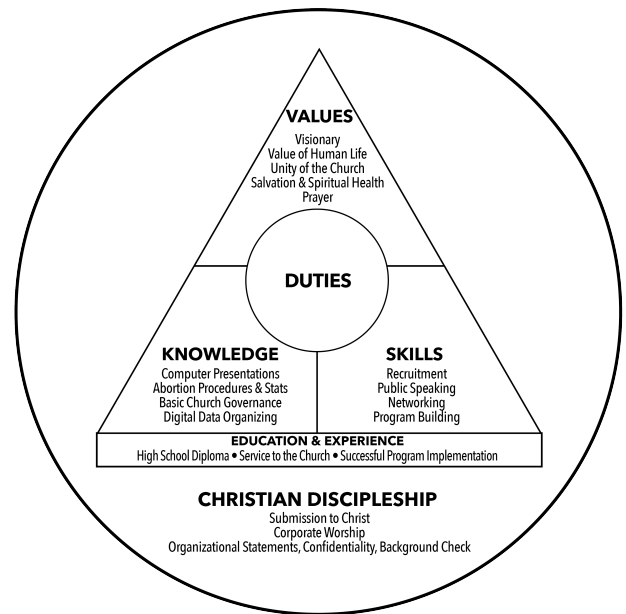 VALUES
Visionary
Value of Human Life
Unity of the Church
Salvation & Spiritual Health
Prayer
DUTIES
KNOWLEDGE
Computer Presentations
Abortion Procedures & Stats
Basic Church Governance
Digital Data Organizing
SKILLS
Recruitment
Public Speaking
Networking
Program Building
EDUCATION & EXPERIENCE
High School Diploma • Service to the Church • Successful Program Implementation
CHRISTIAN DISCIPLESHIP
Submission to Christ
Corporate Worship
Organizational Statements, Confidentiality, Background Check